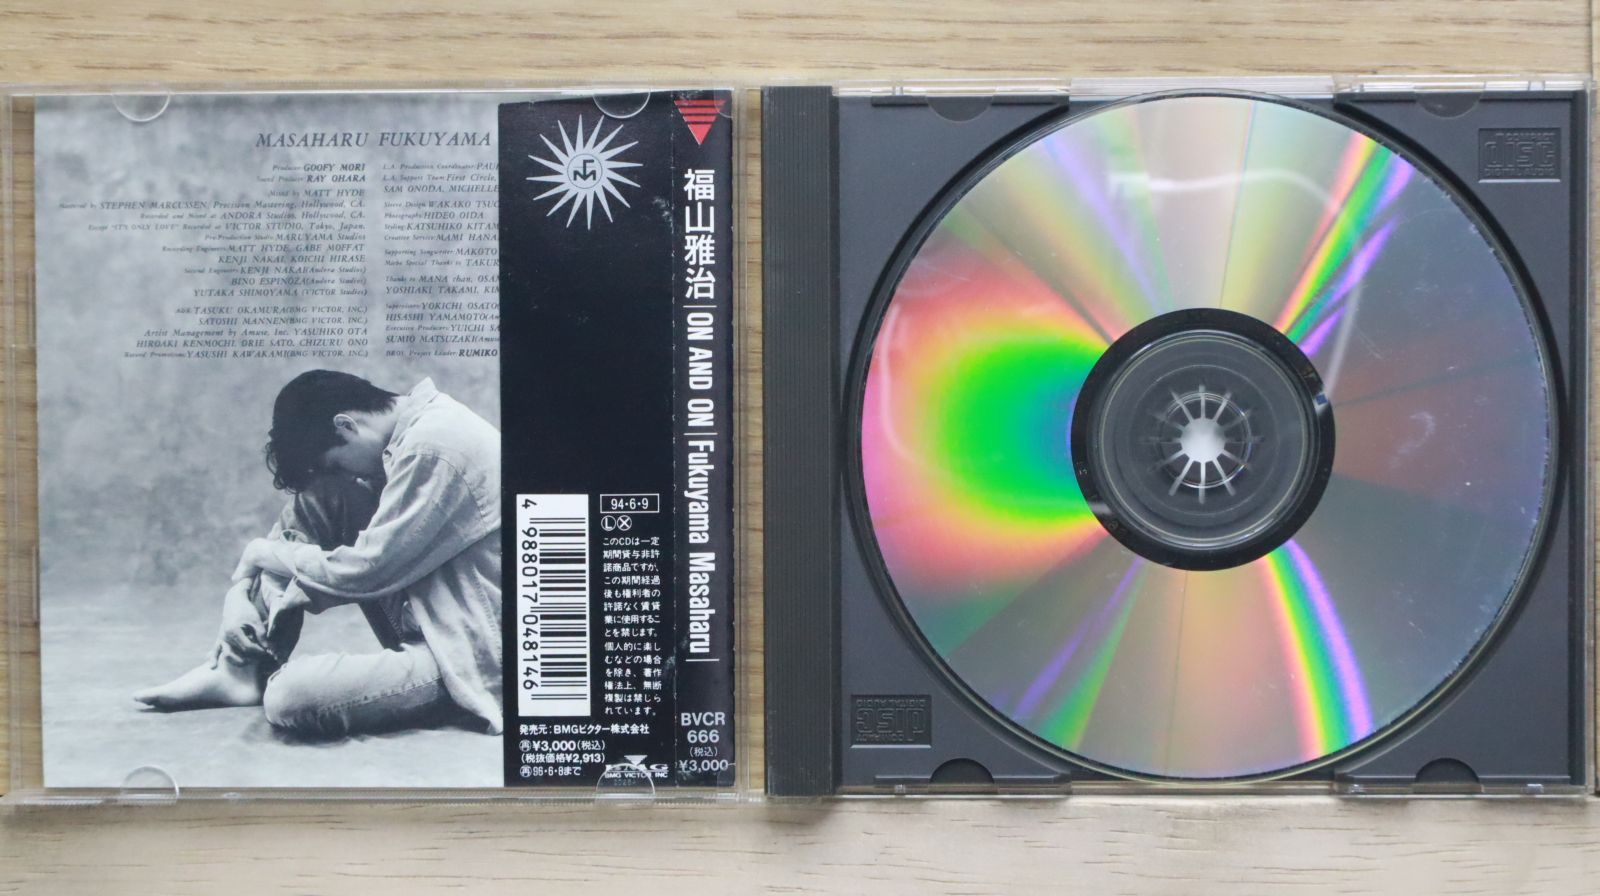 MASAHARU FUKUYAMA
Producer: GOOFY MORI
Sound Producer: RAY OHARA
Mixed by MATT HYDE
Mastered by STEPHEN MARCUSSEN, Precision Mastering, Hollywood, CA.
Recorded and Mixed at ANDORA Studios, Hollywood, CA.
Except "IT'S ONLY LOVE" Recorded at VICTOR STUDIO, Tokyo, Japan.
Pre-Production Studio: MARUYAMA Studios
Recording Engineers: MATT HYDE, GABE MOFFAT
KENJI NAKAI, KOICHI HIRASE
Second Engineers: KENJI NAKAI(Andora Studios)
BINO ESPINOZA(Andora Studios)
YUTAKA SHIMOYAMA (VICTOR Studios)
A&R: TASUKU OKAMURA(BMG VICTOR, INC.)
SATOSHI MANNEN(BMG VICTOR, INC.)
Artist Management by Amuse, Inc. YASUHIKO OTA
HIROAKI KENMOCHI, ORIE SATO, CHIZURU ONO
Record Promotions: YASUSHI KAWAKAMI(BMG VICTOR, INC.)
L.A. Production Coordinator: PAUL
L.A. Support Team: First Circle,
SAM ONODA, MICHELLE
Sleeve Design: WAKAKO TSUC
Photography: HIDEO OIDA
Styling: KATSUHIKO KITAM
Creative Service: MAMI HANA
Supporting Songwriter: MAKOTO
Special Thanks to TAKUR
Thanks to MANA chan, OSAM
YOSHIAKI TAKAMI, KIM
Supervisors: YOKICHI OSATO
HISASHI YAMAMOTO
Executive Producers: YUICHI SA
SUMIO MATSUZAKI(Amuse
BROS. Project Leader: RUMIKO
FM
94・6・9
Ⓛ Ⓧ
このCDは一定
期間貸与非許
諾商品ですが、
この期間経過
後も権利者の
許諾なく賃貸
業に使用するこ
とを禁じます。
個人的に楽し
むなどの場合
を除き、著作
権法上、無断
複製は禁じら
れています。
4 988017 048146
発売元:BMGビクター株式会社
再¥3,000(税込)
(税抜価格¥2,913)
再96・6・8まで
BMG
BMG VICTOR, INC
福山雅治 | ON AND ON | Fukuyama Masaharu |
BVCR
666
(税込)
¥3,000
COMPACT
DISC
DIGITAL AUDIO
COMPACT
DISC
DIGITAL AUDIO